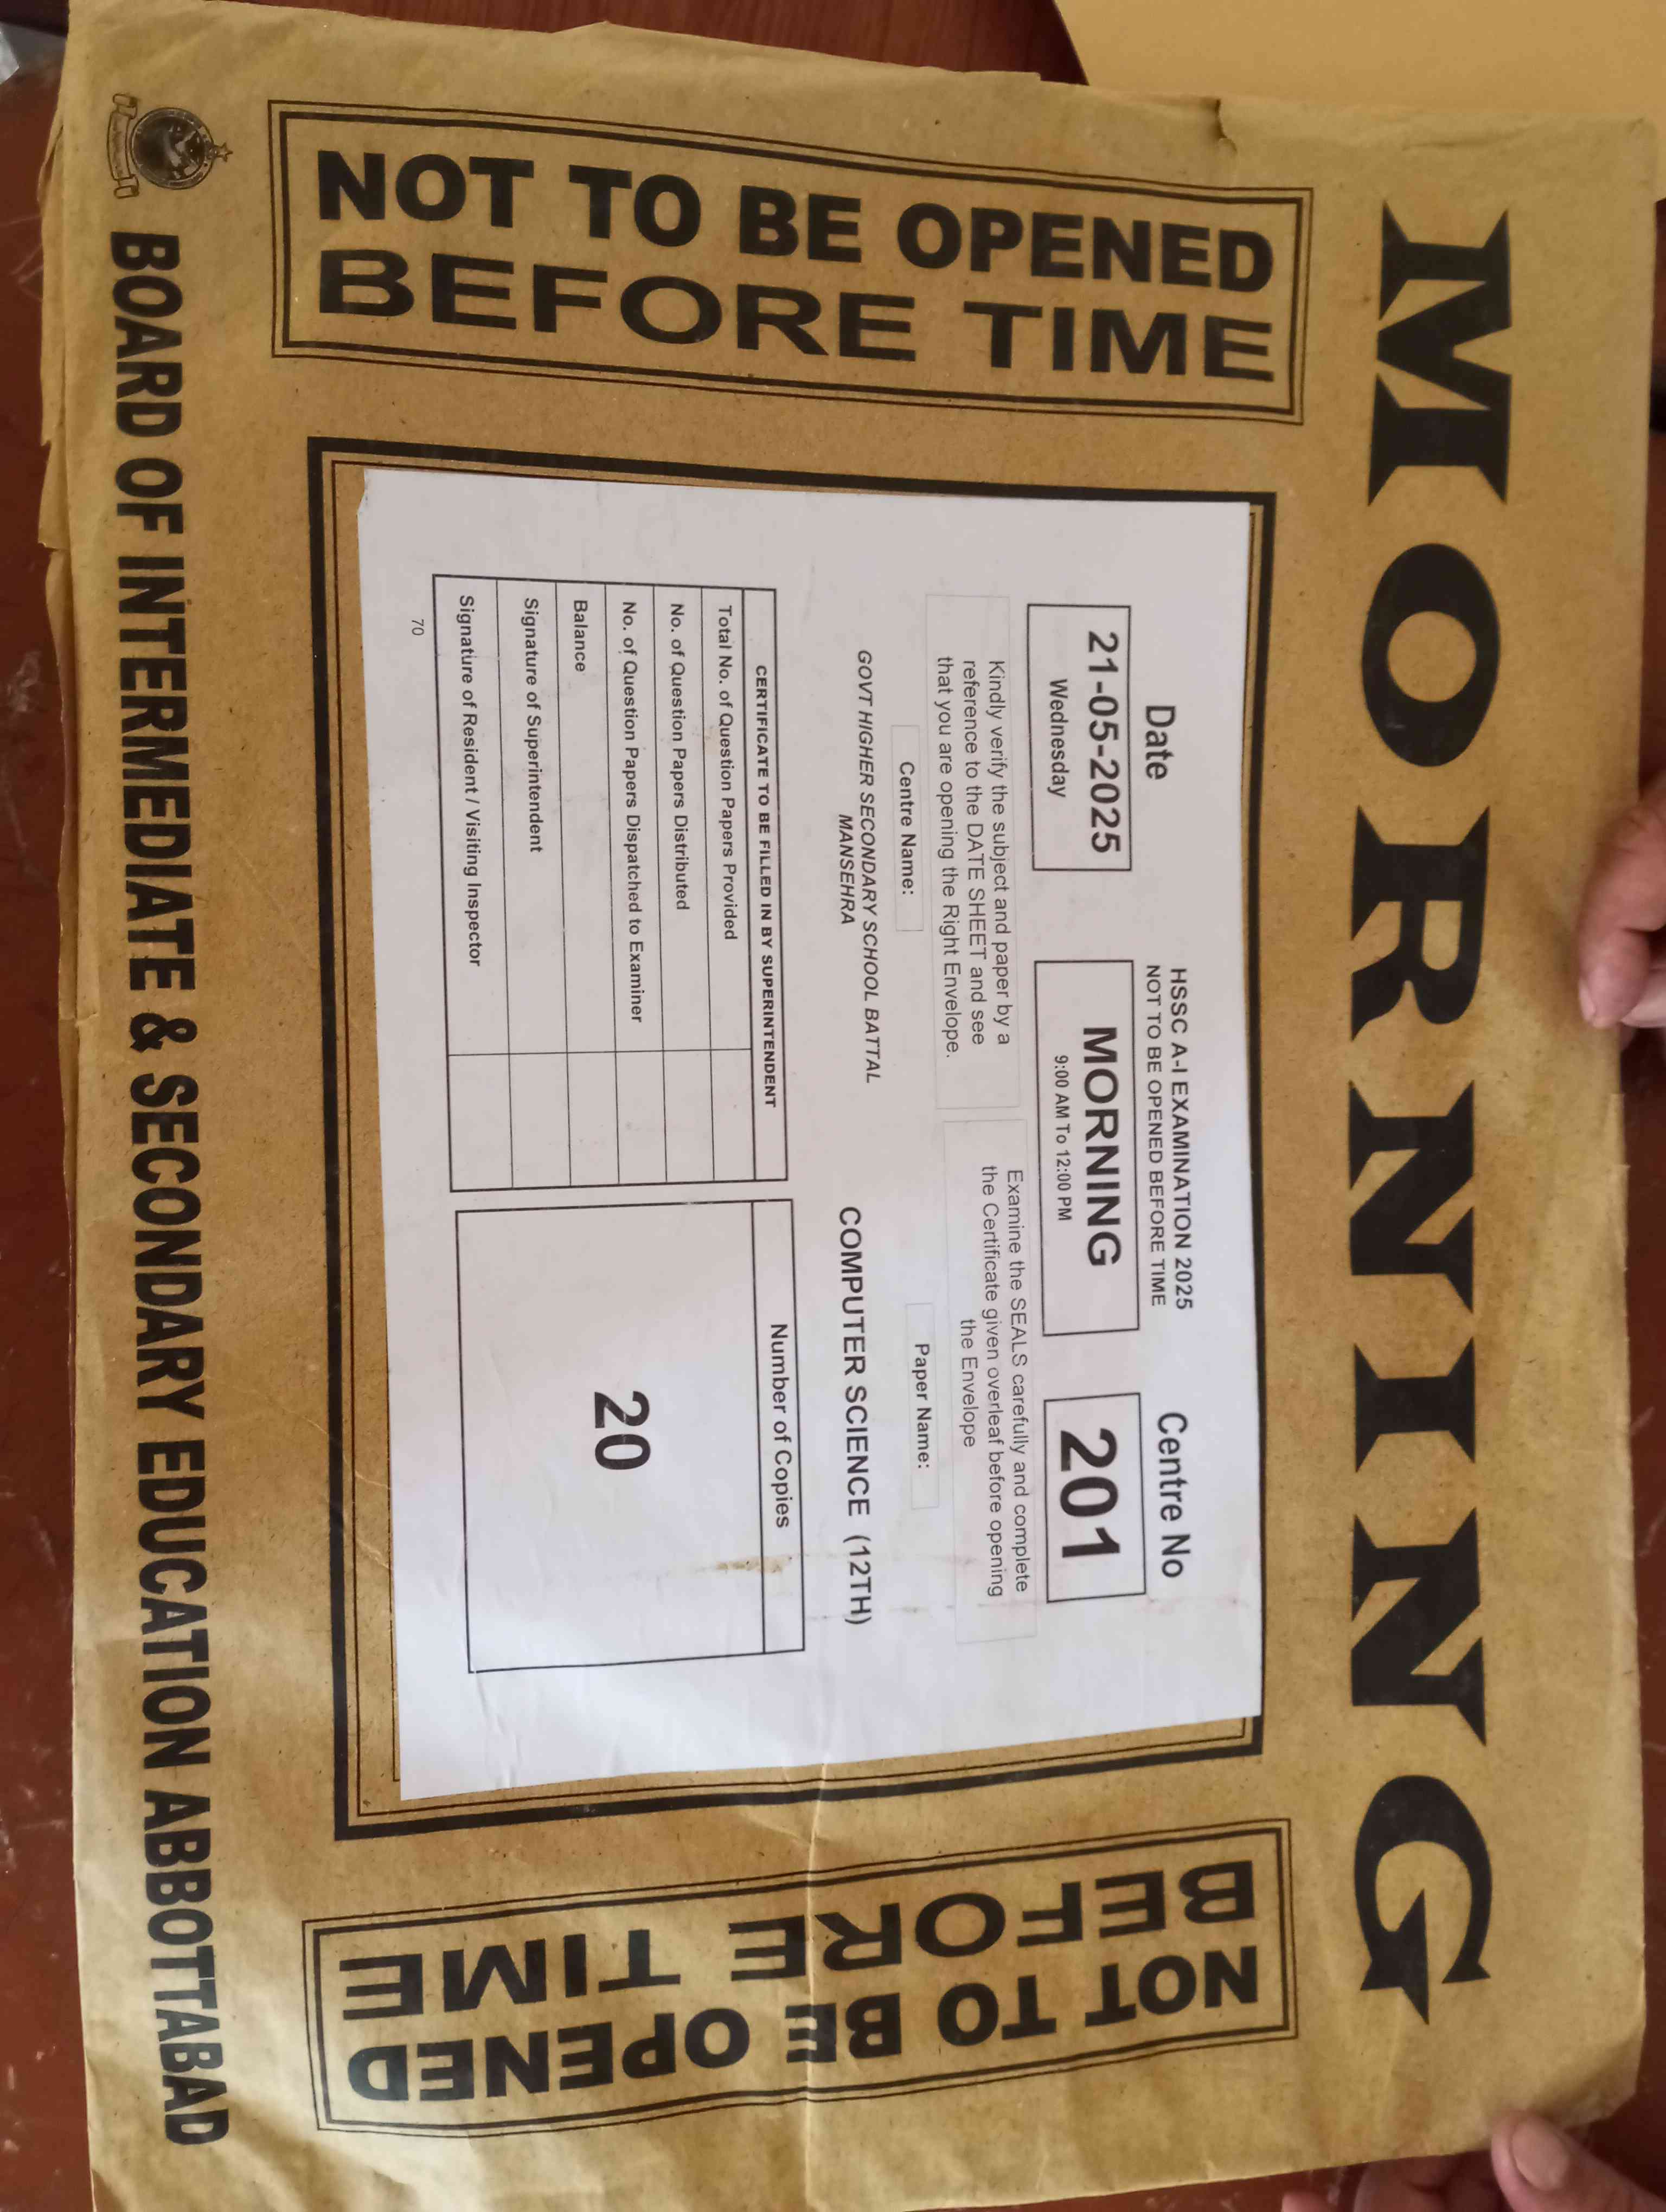 MORNING
NOT TO BE OPENED
BEFORE TIME
Date
HSSC A-I EXAMINATION 2025
NOT TO BE OPENED BEFORE TIME
Centre No
21-05-2025
Wednesday
MORNING
9:00 AM To 12:00 PM
201
Kindly verify the subject and paper by a
reference to the DATE SHEET and see
that you are opening the Right Envelope.
Examine the SEALS carefully and complete
the Certificate given overleaf before opening
the Envelope
Centre Name:
Paper Name:
GOVT HIGHER SECONDARY SCHOOL BATTAL
MANSEHRA
COMPUTER SCIENCE (12TH)
CERTIFICATE TO BE FILLED IN BY SUPERINTENDENT
Total No. of Question Papers Provided
No. of Question Papers Distributed
No. of Question Papers Dispatched to Examiner
Balance
Signature of Superintendent
Signature of Resident / Visiting Inspector
Number of Copies
20
70
NOT TO BE OPENED
BEFORE TIME
BOARD OF INTERMEDIATE & SECONDARY EDUCATION ABBOTTABAD